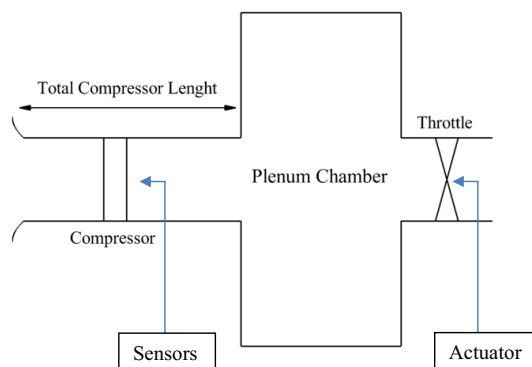 Total Compressor Lenght
Throttle
Plenum Chamber
Compressor
Sensors
Actuator